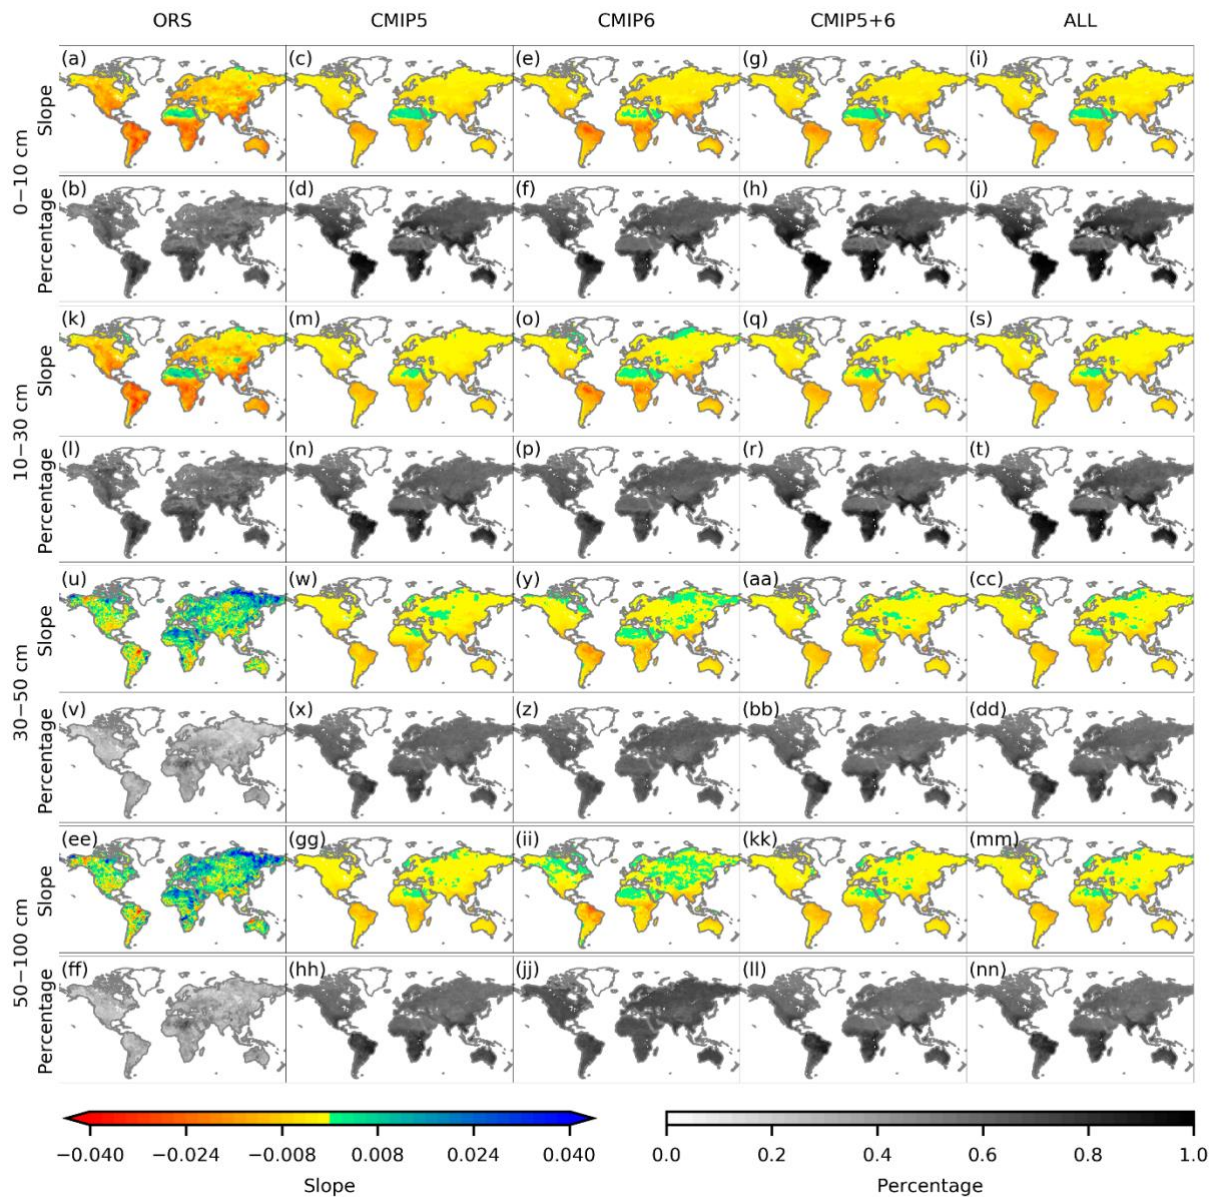 ORS CMIP5 CMIP6 CMIP5+6 ALL
0−10 cm
Slope
(a) (c) (e) (g) (i)
Percentage
(b) (d) (f) (h) (j)
10−30 cm
Slope
(k) (m) (o) (q) (s)
Percentage
(l) (n) (p) (r) (t)
30−50 cm
Slope
(u) (w) (y) (aa) (cc)
Percentage
(v) (x) (z) (bb) (dd)
50−100 cm
Slope
(ee) (gg) (ii) (kk) (mm)
Percentage
(ff) (hh) (jj) (ll) (nn)
−0.040 −0.024 −0.008 0.008 0.024 0.040
Slope
0.0 0.2 0.4 0.6 0.8 1.0
Percentage